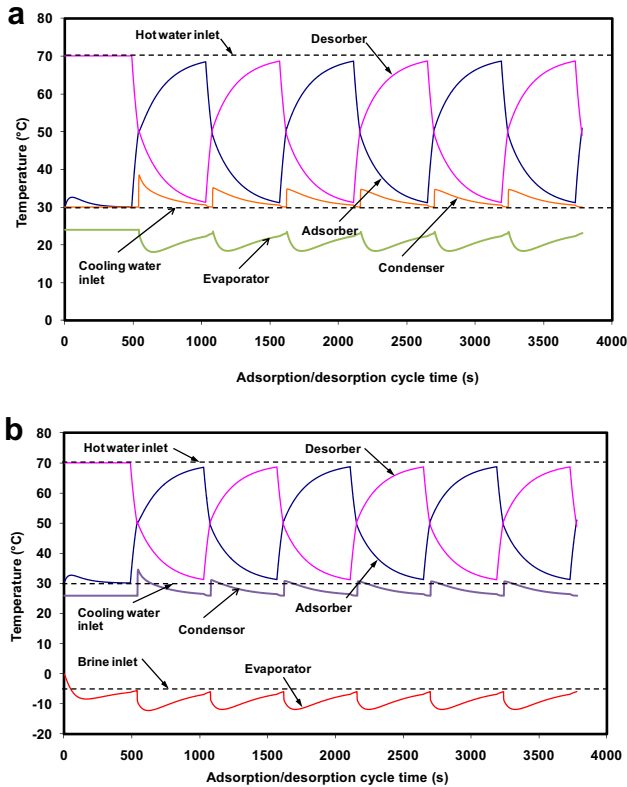 a
80
70
60
50
40
30
20
10
0
Temperature (°C)
Hot water inlet
Desorber
Cooling water
inlet
Evaporator
Adsorber
Condenser
0 500 1000 1500 2000 2500 3000 3500 4000
Adsorption/desorption cycle time (s)
b
80
70
60
50
40
30
20
10
0
-10
-20
Temperature (°C)
Hot water inlet
Desorber
Cooling water
inlet
Condensor
Adsorber
Brine inlet
Evaporator
0 500 1000 1500 2000 2500 3000 3500 4000
Adsorption/desorption cycle time (s)